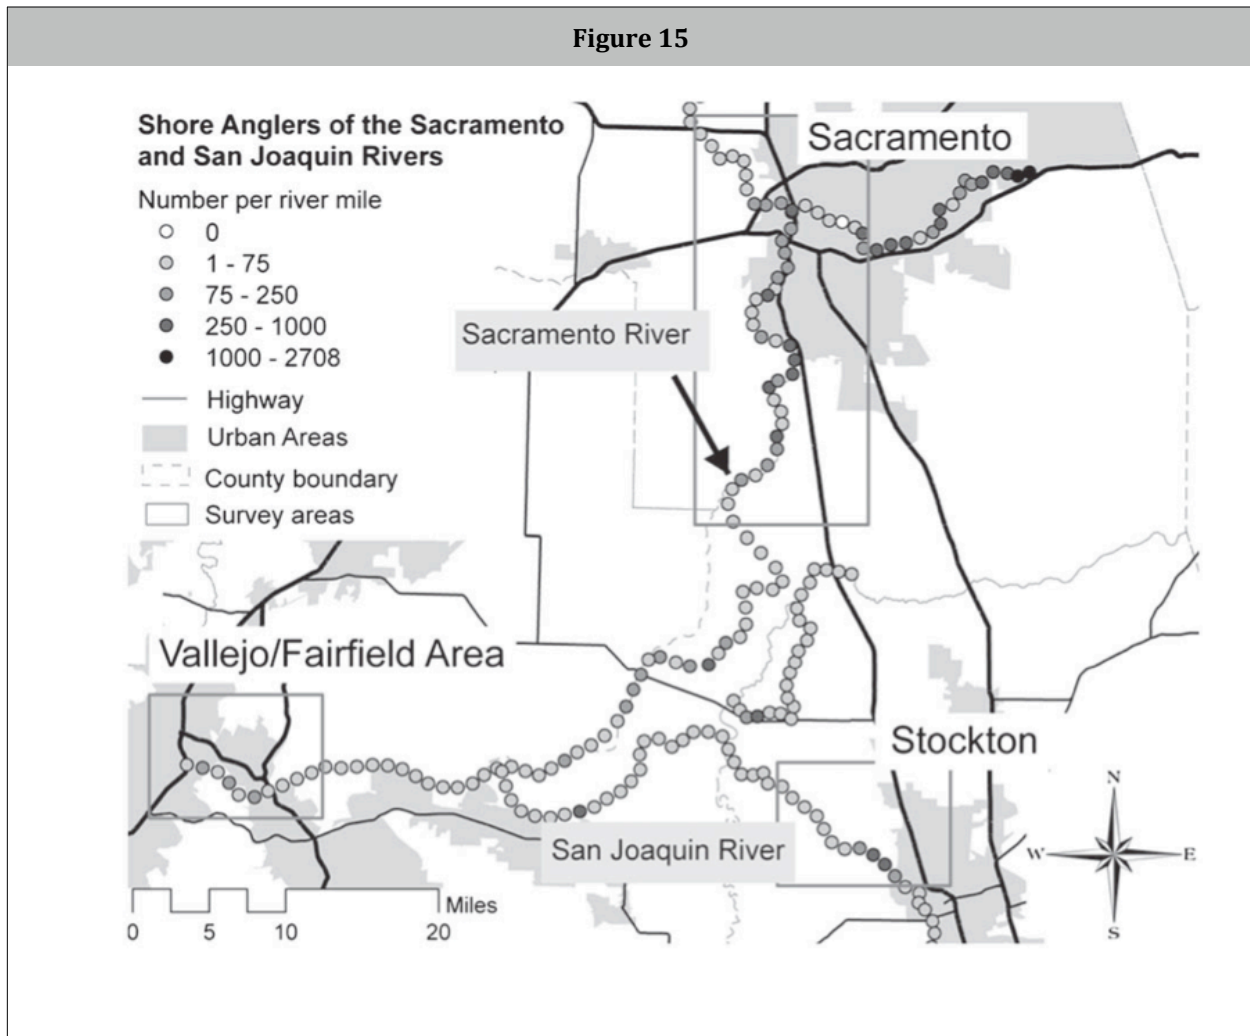 Figure 15
Shore Anglers of the Sacramento
and San Joaquin Rivers
Number per river mile
0
1 - 75
75 - 250
250 - 1000
1000 - 2708
Highway
Urban Areas
County boundary
Survey areas
Sacramento
Sacramento River
Vallejo/Fairfield Area
Stockton
San Joaquin River
N
W
E
S
Miles
0 5 10 20